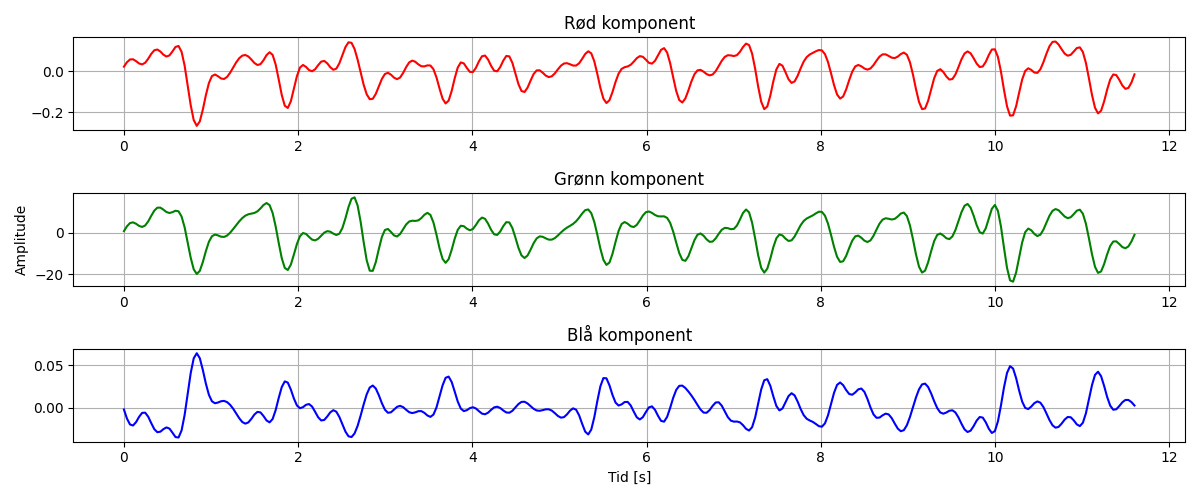 Rød komponent
0.0
−0.2
0 2 4 6 8 10 12
Grønn komponent
Amplitude
0
−20
0 2 4 6 8 10 12
Blå komponent
0.05
0.00
0 2 4 6 8 10 12
Tid [s]